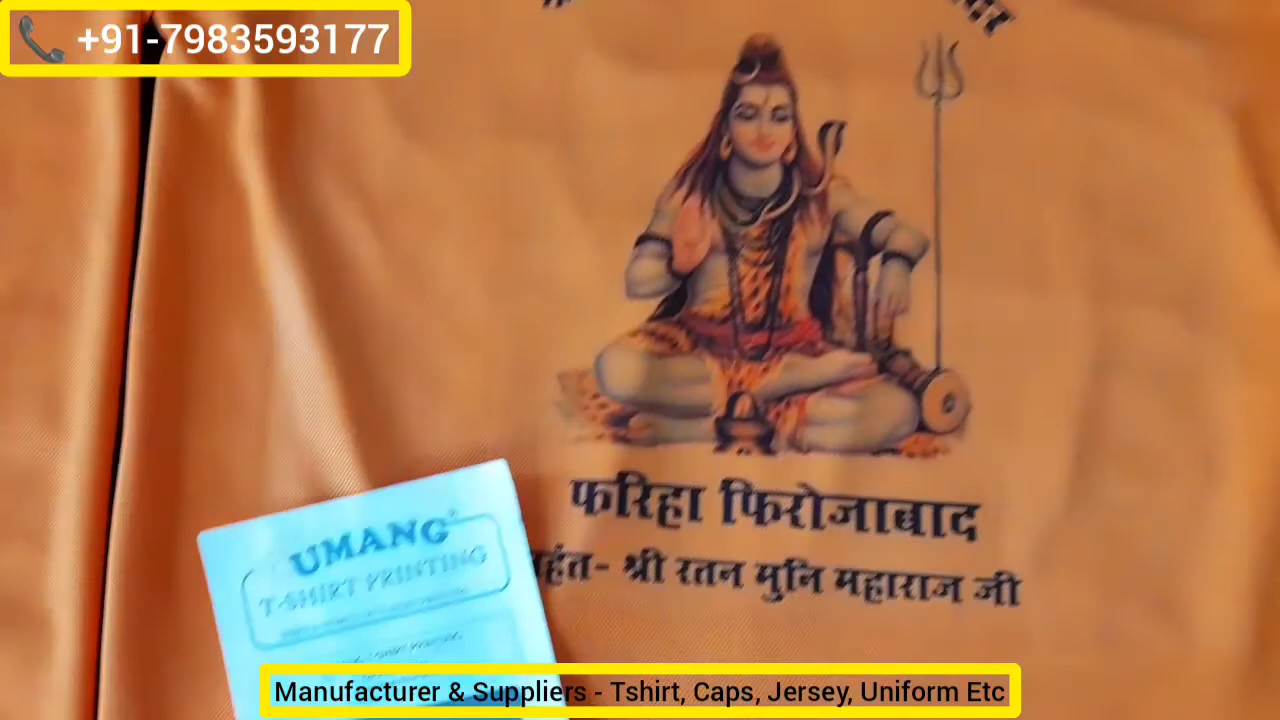 +91-7983593177
फरिहा फिरोजाबाद
महंत- श्री रतन मुनि महाराज जी
UMANG
T-SHIRT PRINTING
Manufacturer & Suppliers - Tshirt, Caps, Jersey, Uniform Etc